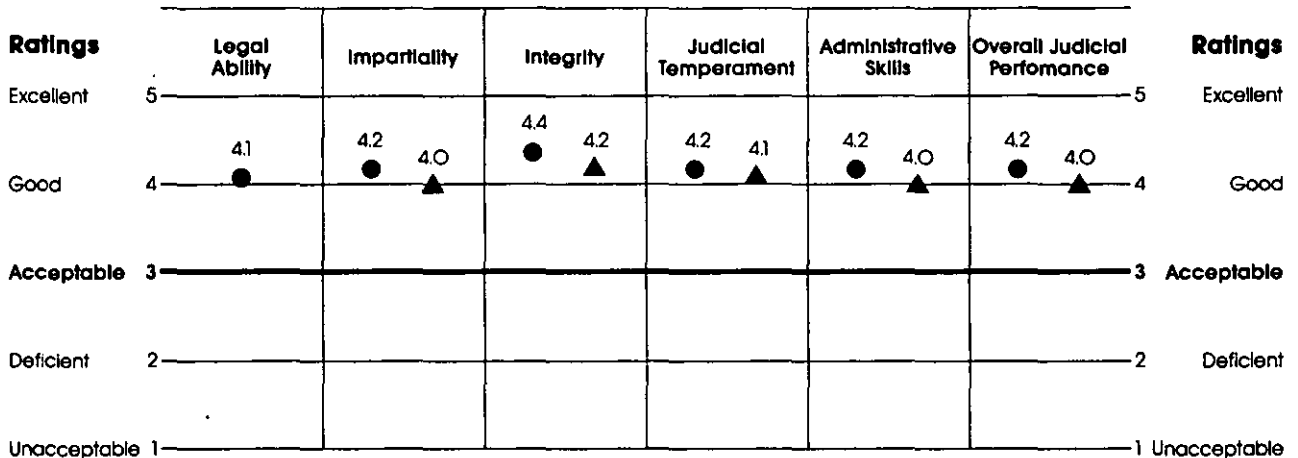 Ratings
Legal
Ability
Impartiality
Integrity
Judicial
Temperament
Administrative
Skills
Overall Judicial
Perfomance
Ratings
Excellent 5
5 Excellent
4.1
4.2
4.0
4.4
4.2
4.2
4.1
4.2
4.0
4.2
4.0
Good 4
4 Good
Acceptable 3
3 Acceptable
Deficient 2
2 Deficient
Unacceptable 1
1 Unacceptable